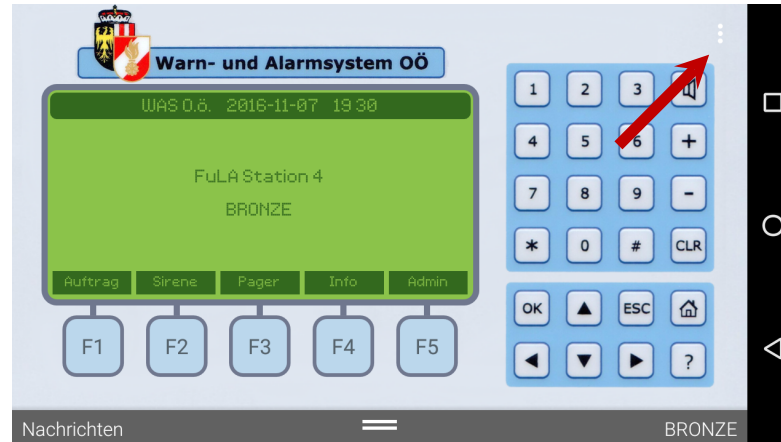 Warn- und Alarmsystem OÖ
WAS O.ö. 2016-11-07 19 30
FuLA Station 4
BRONZE
Auftrag Sirene Pager Info Admin
F1 F2 F3 F4 F5
1 2 3
4 5 6 +
7 8 9 -
* 0 # CLR
OK ▲ ESC
◀ ▼ ▶ ?
Nachrichten BRONZE